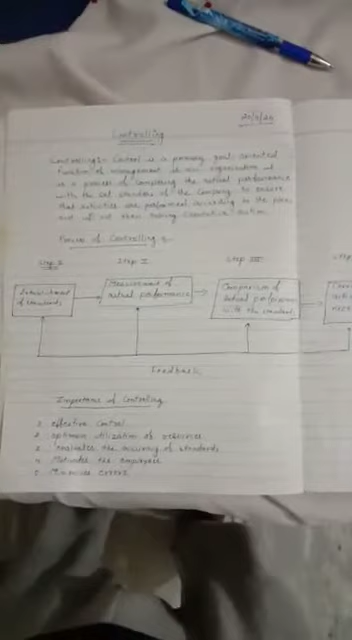 Controlling
Controlling:- Control is a primary goal oriented
function of management in an organisation. It
is a process of comparing the actual performance
with the set standards of the company to ensure
that activities are performed according to the plan
and if not then taking corrective action.
Process of Controlling :-
Step II
Step III
Establishment
of standards
Measurement of
actual performance
Comparison of
actual performance
with the standards
Feedback
Importance of Controlling
1 effective control
2 optimum utilization of resources
3 evaluates the accuracy of standards
4 Motivates the employees
5 Minimise errors